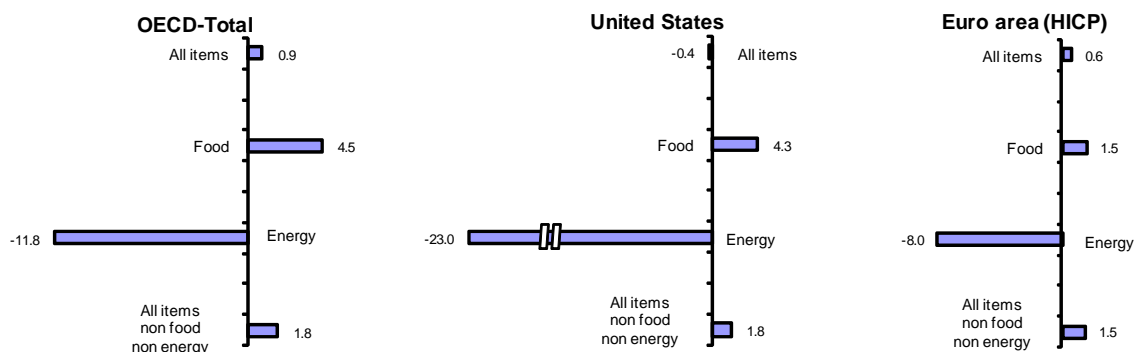 OECD-Total
All items
0.9
Food
4.5
-11.8
Energy
All items
non food
non energy
1.8
United States
-0.4
All items
Food
4.3
-23.0
Energy
All items
non food
non energy
1.8
Euro area (HICP)
All items
0.6
Food
1.5
-8.0
Energy
All items
non food
non energy
1.5